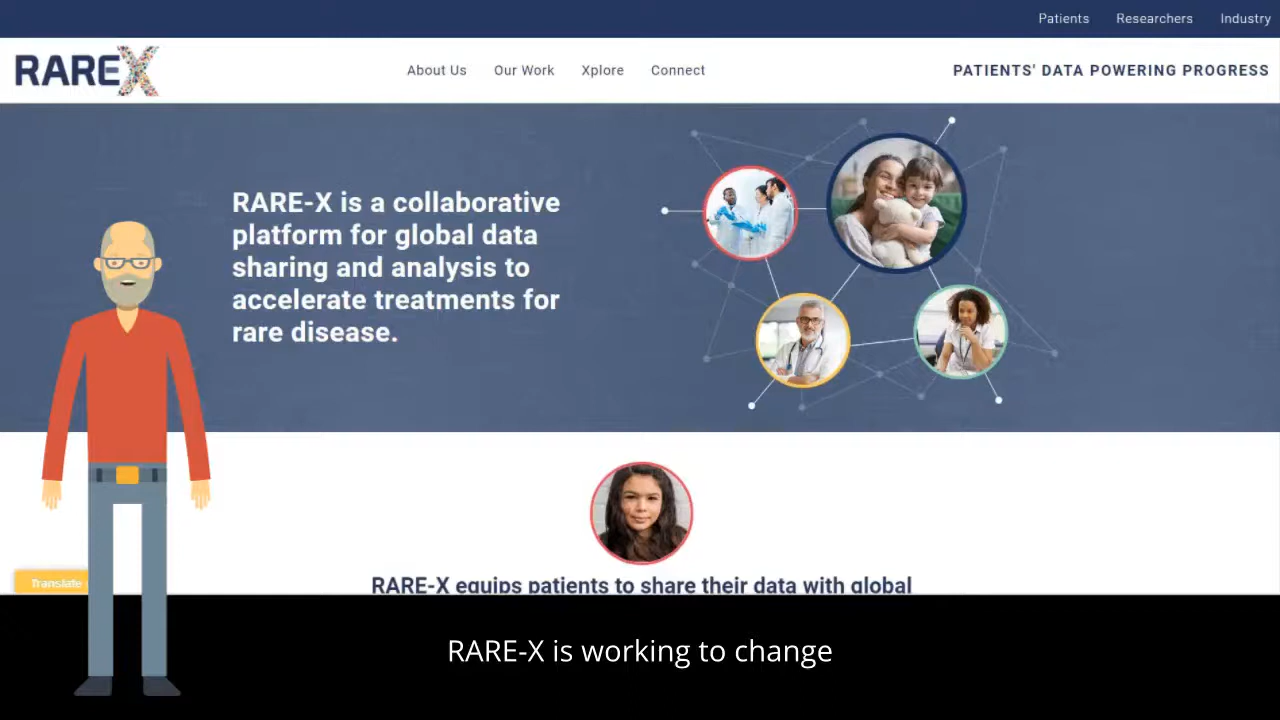 Patients Researchers Industry
RAREX
About Us Our Work Xplore Connect
PATIENTS' DATA POWERING PROGRESS
RARE-X is a collaborative
platform for global data
sharing and analysis to
accelerate treatments for
rare disease.
Translate
RARE-X equips patients to share their data with global
RARE-X is working to change